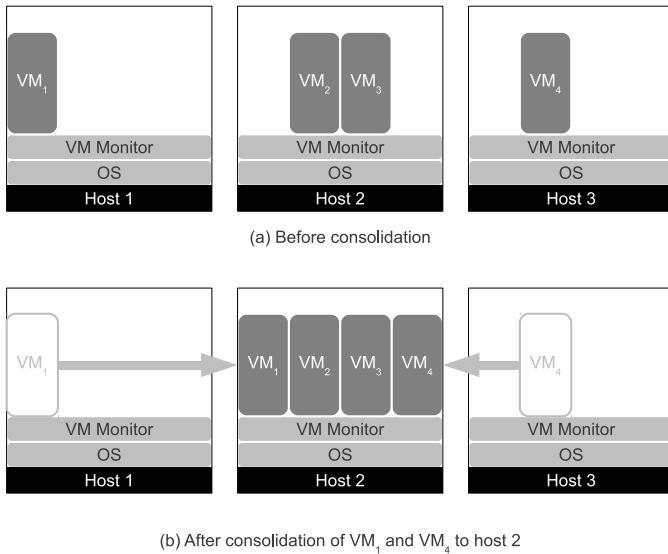 VM₁ VM₂ VM₃ VM₄
VM Monitor VM Monitor VM Monitor
OS OS OS
Host 1 Host 2 Host 3
(a) Before consolidation
VM₁ VM₁ VM₂ VM₃ VM₄ VM₄
VM Monitor VM Monitor VM Monitor
OS OS OS
Host 1 Host 2 Host 3
(b) After consolidation of VM₁ and VM₄ to host 2